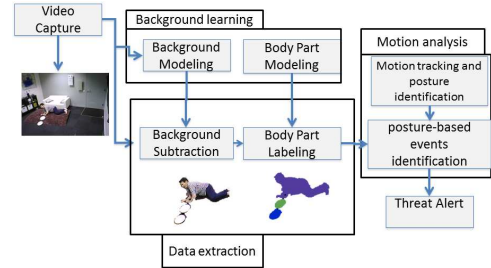 Video
Capture
Background learning
Background
Modeling
Body Part
Modeling
Motion analysis
Motion tracking and
posture identification
Background
Subtraction
Body Part
Labeling
posture-based
events
identification
Threat Alert
Data extraction